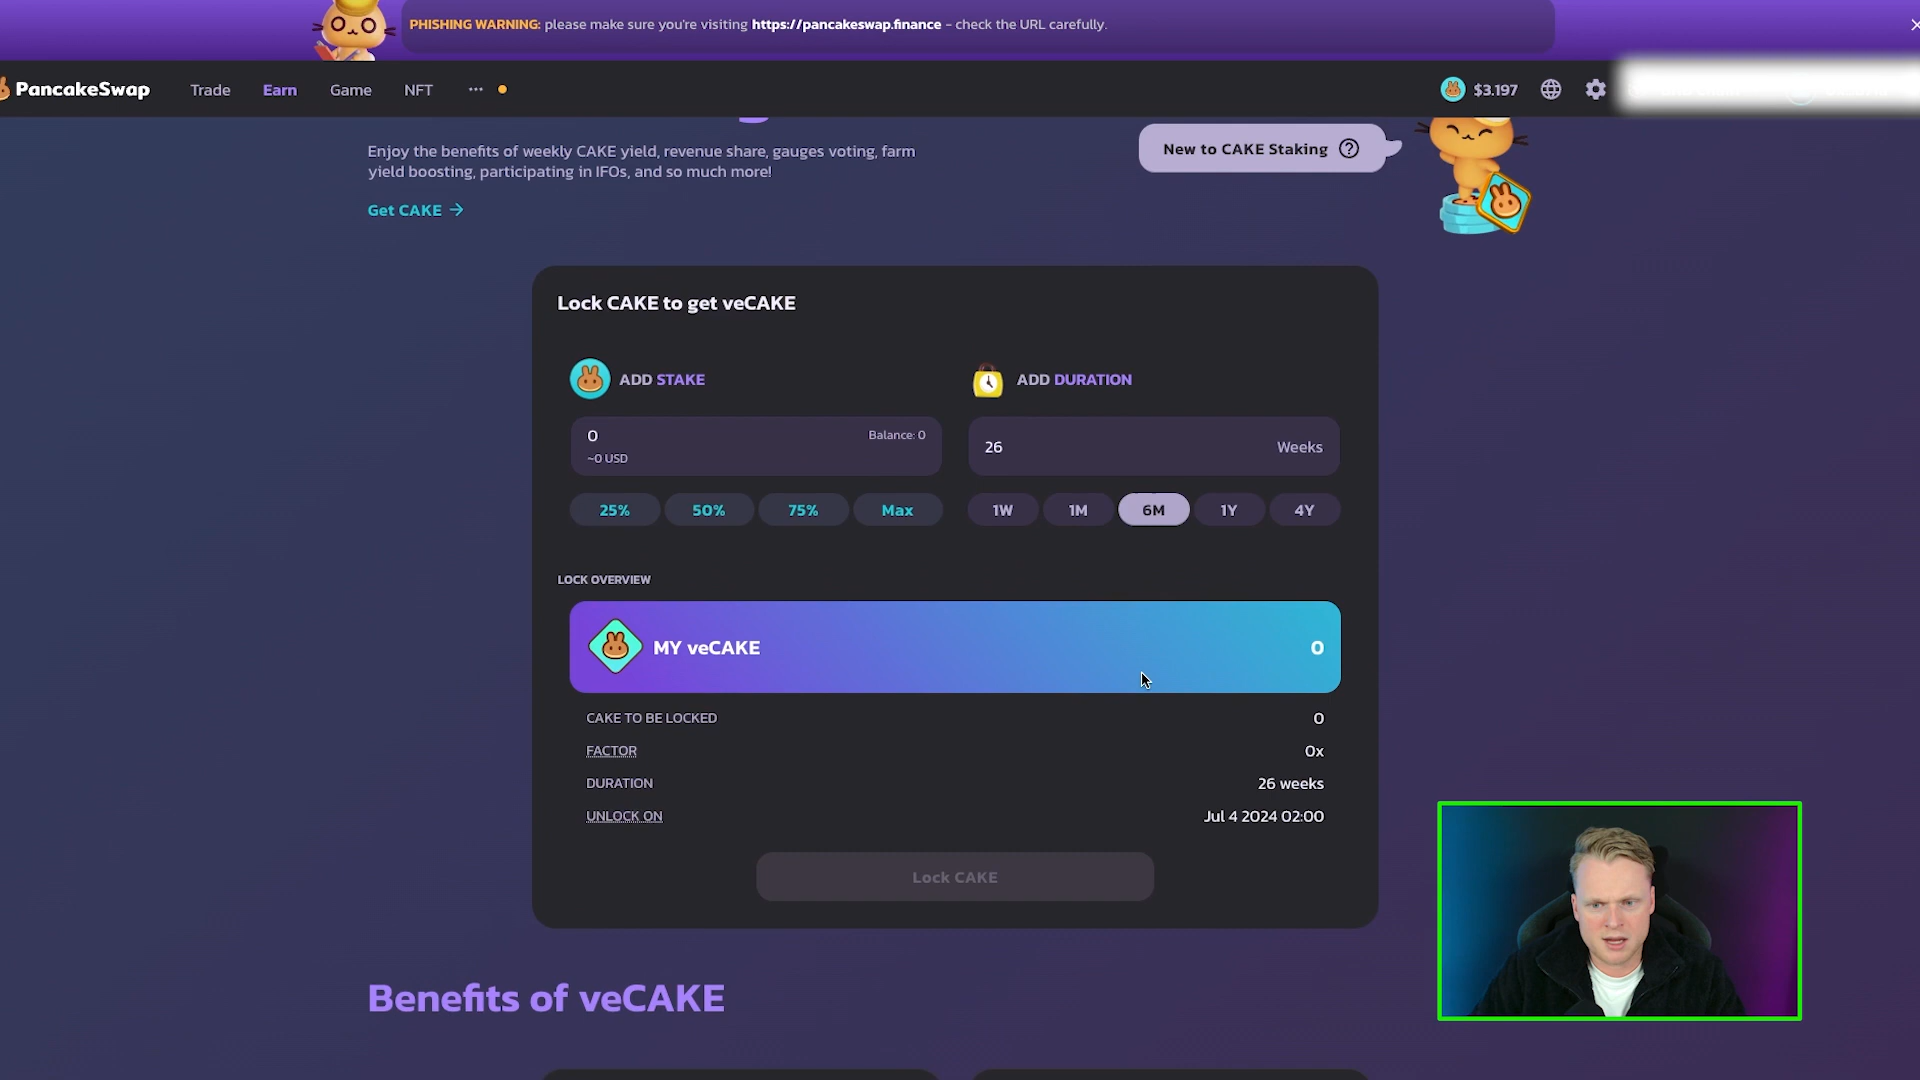 PHISHING WARNING: please make sure you're visiting https://pancakeswap.finance - check the URL carefully.
PancakeSwap
Trade
Earn
Game
NFT
$3.197
Enjoy the benefits of weekly CAKE yield, revenue share, gauges voting, farm
yield boosting, participating in IFOs, and so much more!
New to CAKE Staking
Get CAKE
Lock CAKE to get veCAKE
ADD STAKE
ADD DURATION
0
Balance: 0
~0 USD
26
Weeks
25%
50%
75%
Max
1W
1M
6M
1Y
4Y
LOCK OVERVIEW
MY veCAKE
0
CAKE TO BE LOCKED
0
FACTOR
0x
DURATION
26 weeks
UNLOCK ON
Jul 4 2024 02:00
Lock CAKE
Benefits of veCAKE